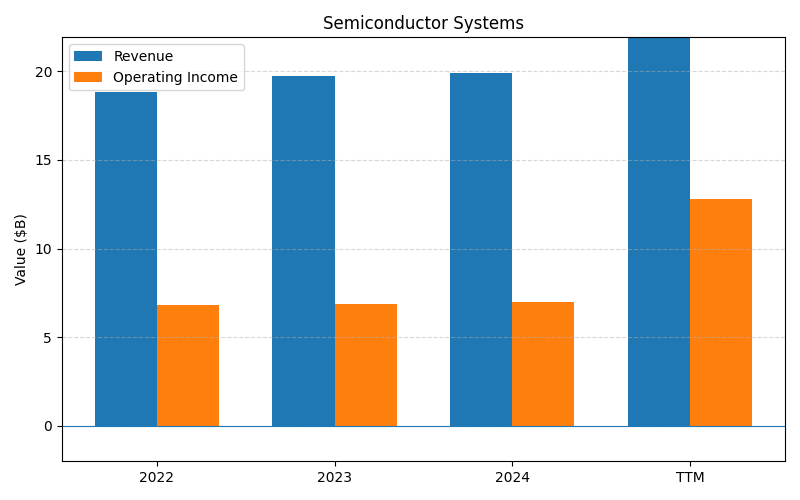 Semiconductor Systems
Revenue
Operating Income
Value ($B)
20
15
10
5
0
2022
2023
2024
TTM